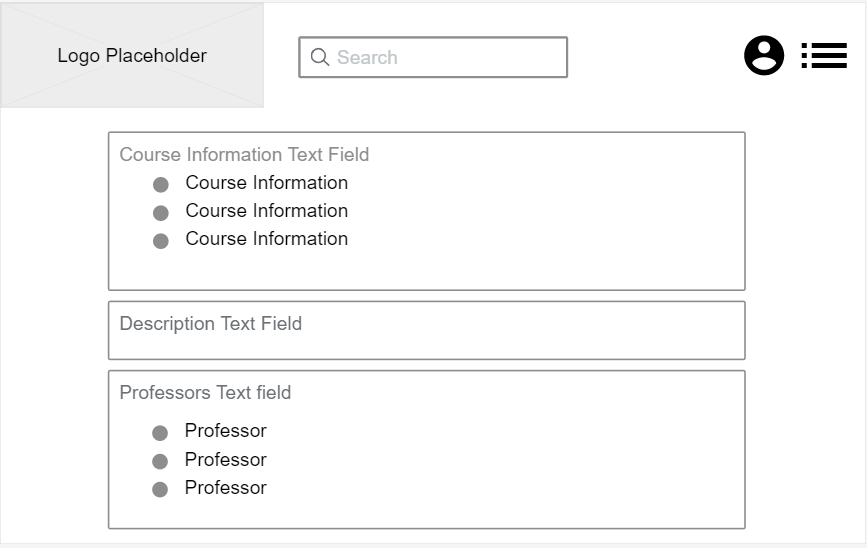 Logo Placeholder
Search
Course Information Text Field
Course Information
Course Information
Course Information
Description Text Field
Professors Text field
Professor
Professor
Professor